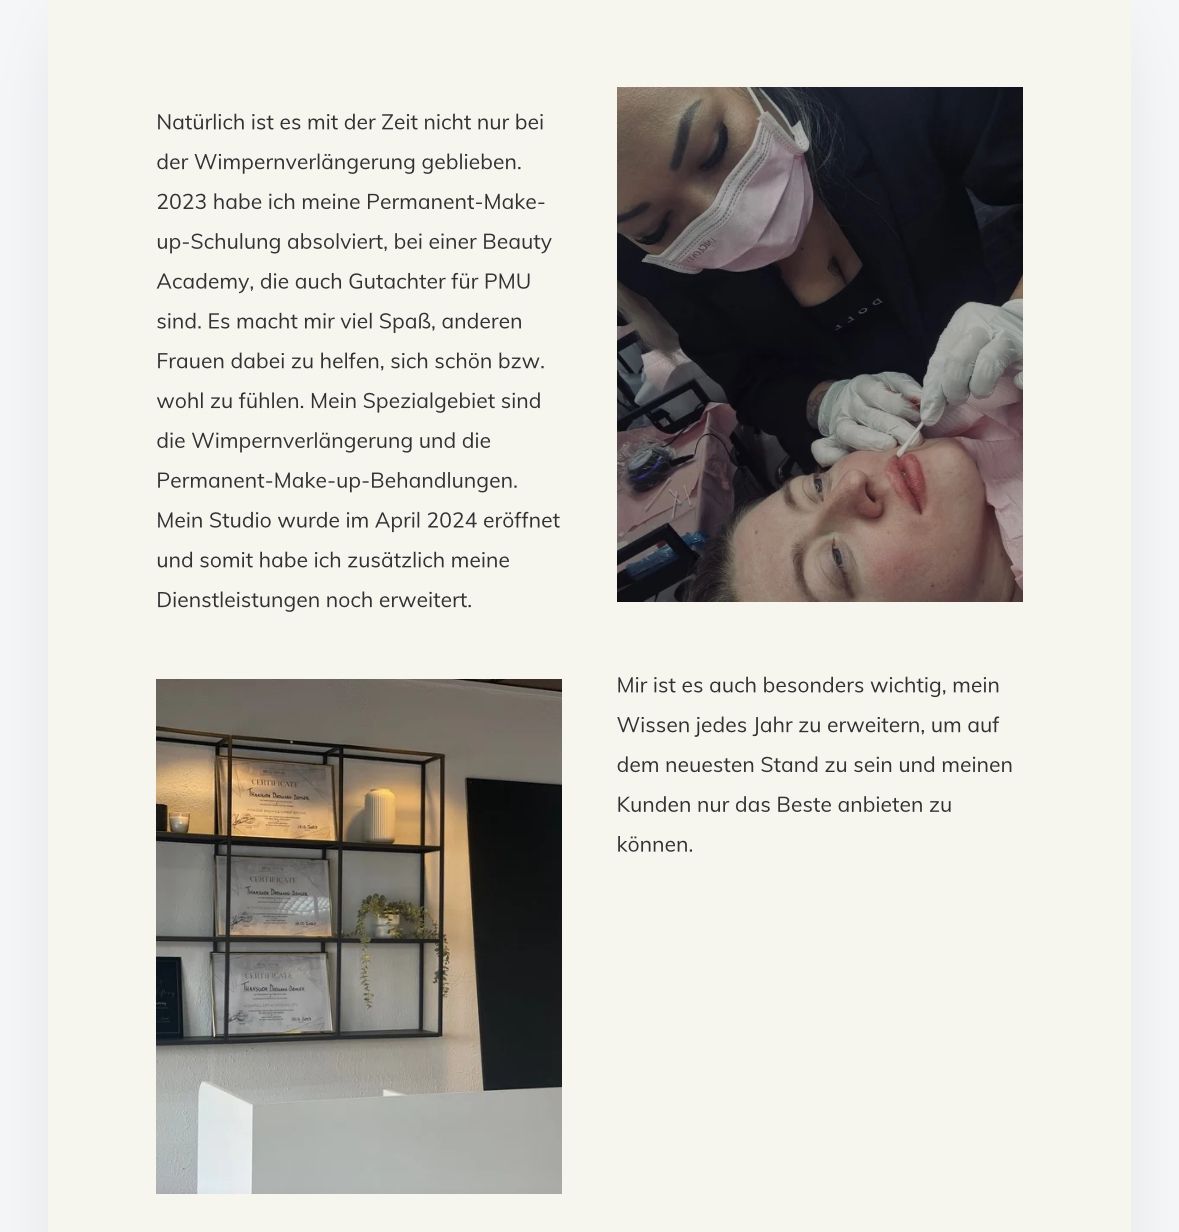 Natürlich ist es mit der Zeit nicht nur bei
der Wimpernverlängerung geblieben.
2023 habe ich meine Permanent-Make-
up-Schulung absolviert, bei einer Beauty
Academy, die auch Gutachter für PMU
sind. Es macht mir viel Spaß, anderen
Frauen dabei zu helfen, sich schön bzw.
wohl zu fühlen. Mein Spezialgebiet sind
die Wimpernverlängerung und die
Permanent-Make-up-Behandlungen.
Mein Studio wurde im April 2024 eröffnet
und somit habe ich zusätzlich meine
Dienstleistungen noch erweitert.
Mir ist es auch besonders wichtig, mein
Wissen jedes Jahr zu erweitern, um auf
dem neuesten Stand zu sein und meinen
Kunden nur das Beste anbieten zu
können.
CERTIFICATE
CERTIFICATE
CERTIFICATE